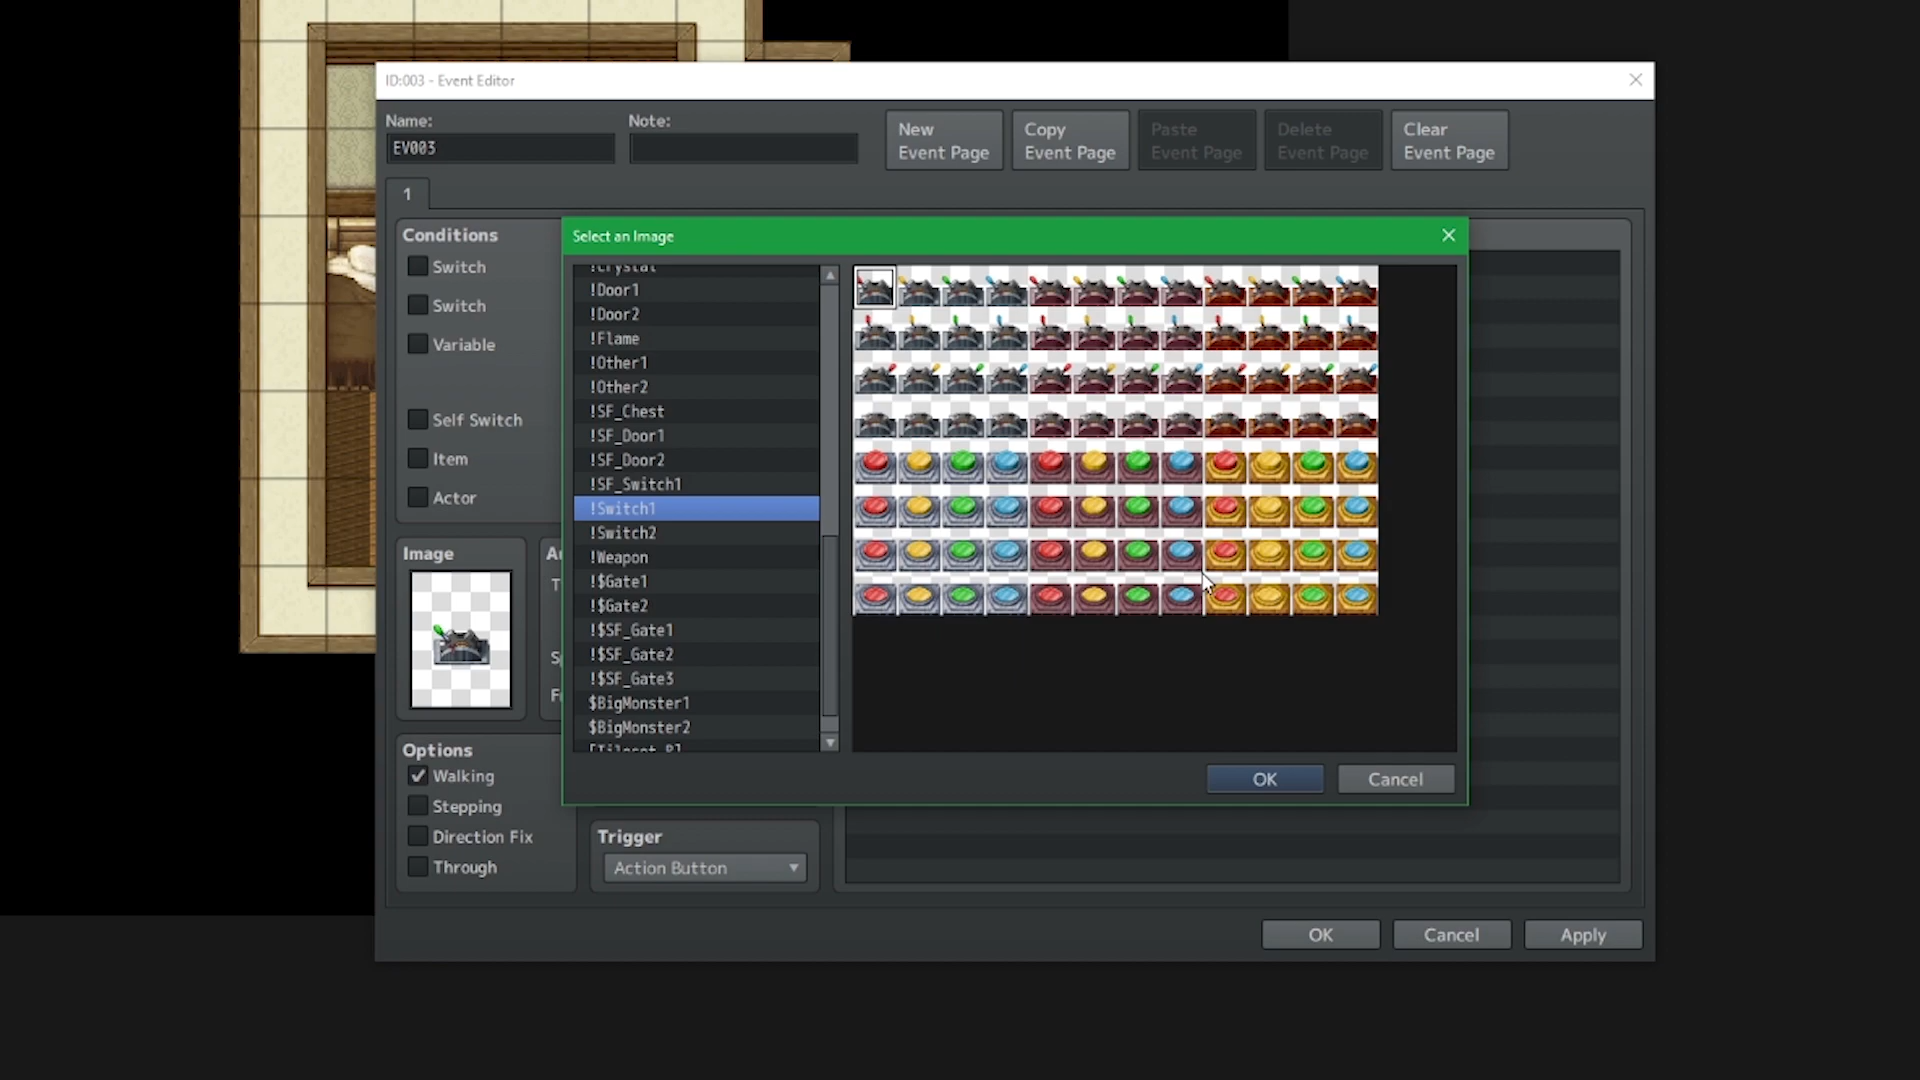 ID:003 - Event Editor
Name:
Note:
EV003
New
Event Page
Copy
Event Page
Paste
Event Page
Delete
Event Page
Clear
Event Page
1
Conditions
Switch
Switch
Variable
Self Switch
Item
Actor
Image
Options
Walking
Stepping
Direction Fix
Through
Select an Image
!Crystal
!Door1
!Door2
!Flame
!Other1
!Other2
!SF_Chest
!SF_Door1
!SF_Door2
!SF_Switch1
!Switch1
!Switch2
!Weapon
!$Gate1
!$Gate2
!$SF_Gate1
!$SF_Gate2
!$SF_Gate3
$BigMonster1
$BigMonster2
[Tileset B]
OK
Cancel
Trigger
Action Button
OK
Cancel
Apply